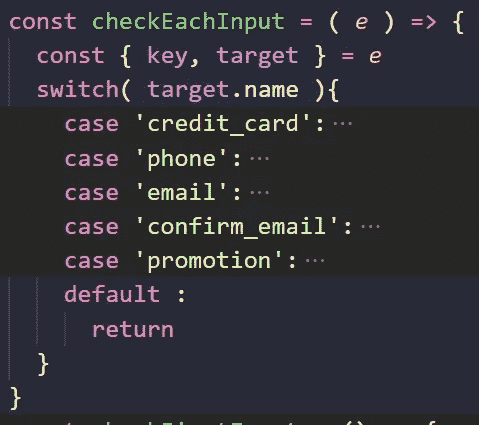 const checkEachInput = ( e ) => {
const { key, target } = e
switch( target.name ){
case 'credit_card':···
case 'phone':···
case 'email':···
case 'confirm_email':···
case 'promotion':···
default :
return
}
}